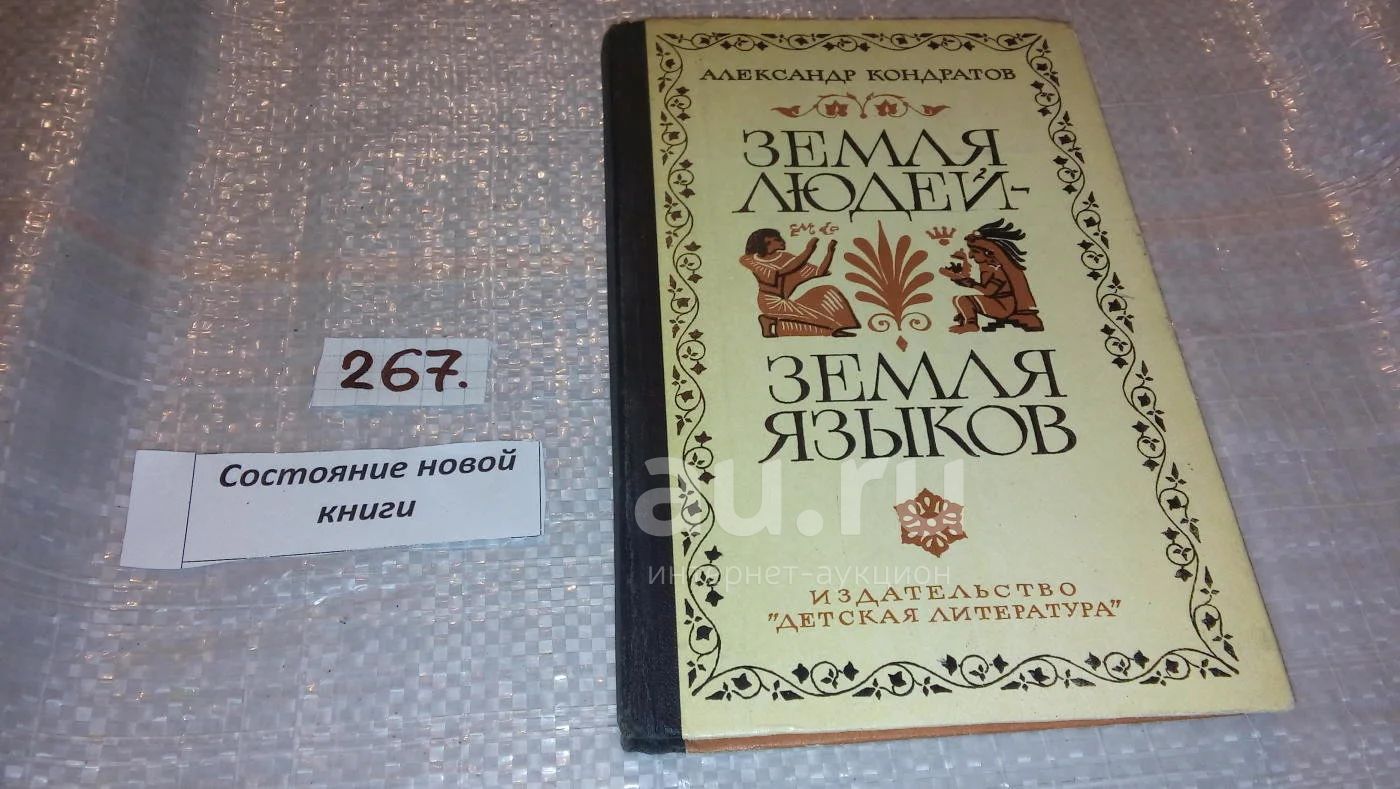 267.
Состояние новой
книги
АЛЕКСАНДР КОНДРАТОВ
ЗЕМЛЯ
ЛЮДЕЙ-
ЗЕМЛЯ
ЯЗЫКОВ
ИЗДАТЕЛЬСТВО
"ДЕТСКАЯ ЛИТЕРАТУРА"
au.ru
интернет-аукцион